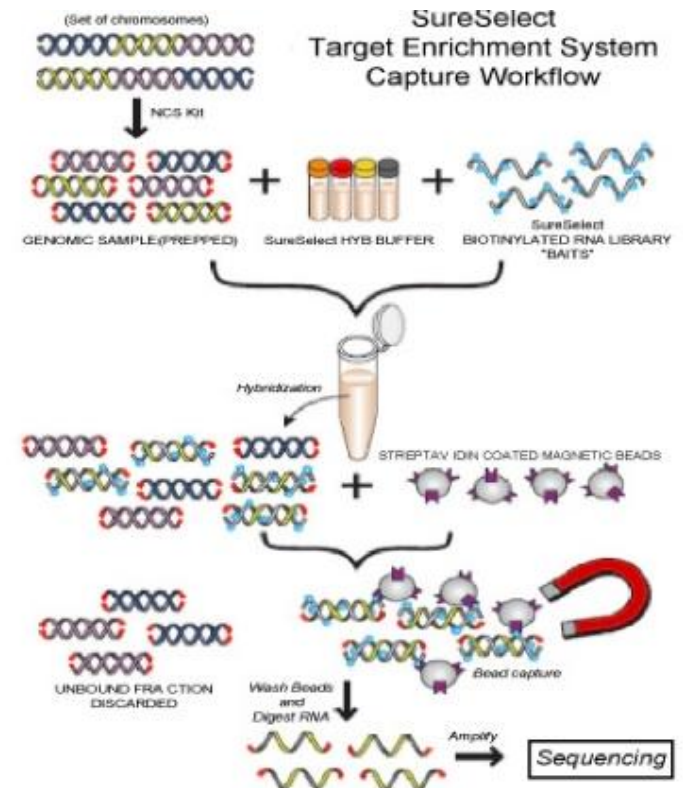 (Set of chromosomes)
SureSelect
Target Enrichment System
Capture Workflow
NCS Kit
GENOMIC SAMPLE(PREPPED)
SureSelect HYB BUFFER
SureSelect
BIOTINYLATED RNA LIBRARY
"BAITS"
Hybridization
STREPTAV IDIN COATED MAGNETIC BEADS
UNBOUND FRA CTION
DISCARDED
Bead capture
Wash Beads
and
Digest RNA
Amplify
Sequencing